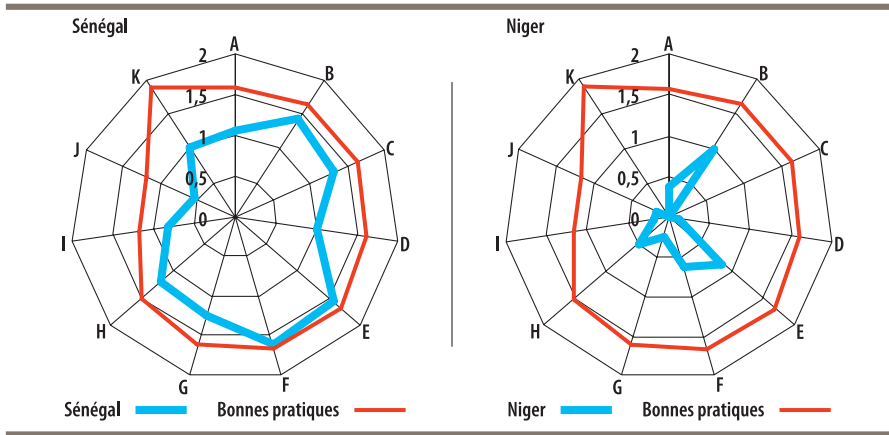 Sénégal
A
2
B
K
1,5
J
1
C
0,5
0
I
D
H
E
G
F
Sénégal Bonnes pratiques
Niger
A
2
B
K
1,5
J
1
C
0,5
0
I
D
H
E
G
F
Niger Bonnes pratiques